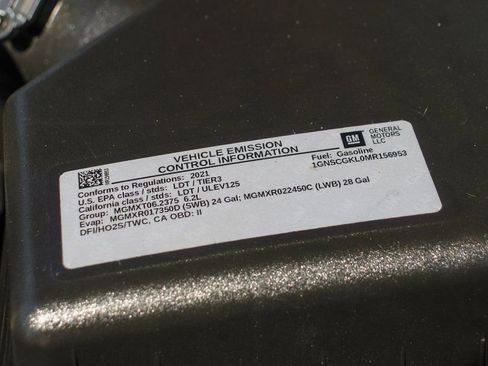 VEHICLE EMISSION
CONTROL INFORMATION
GM
GENERAL
MOTORS
LLC
Fuel: Gasoline
1GNSCGKL0MR156953
Conforms to Regulations: 2021
U.S. EPA class / stds: LDT / TIER3
California class / stds: LDT / ULEV125
Group: MGMXT06.2375 6.2L
Evap: MGMXR017350D (SWB) 24 Gal; MGMXR022450C (LWB) 28 Gal
DFI/HO2S/TWC, CA OBD: II